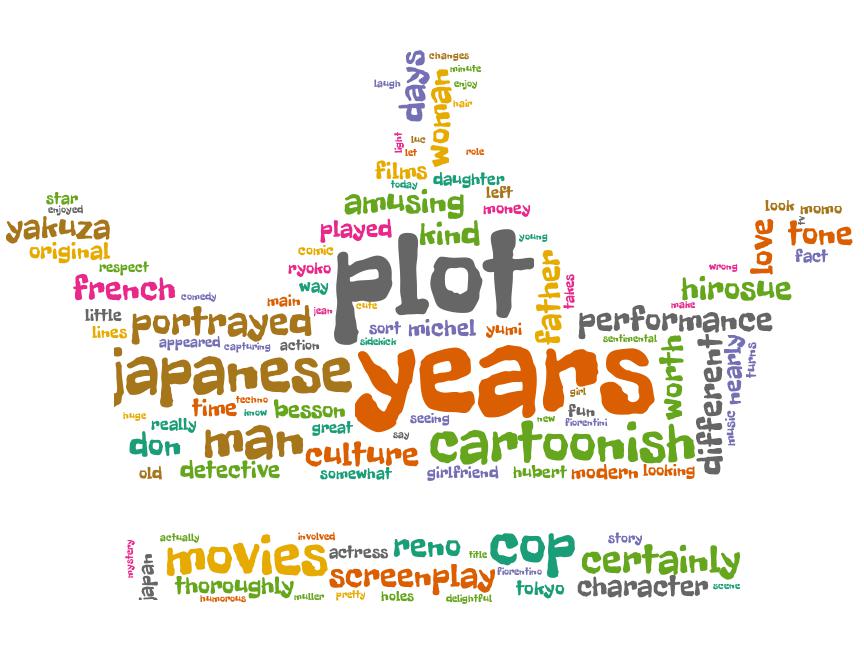 days
changes
minute
laugh
woman
enjoy
hair
light
luc
let
role
films
today
daughter
left
star
enjoyed
yakuza
original
amusing
money
look
momo
tv
played
kind
young
love
tone
fact
respect
comic
plot
father
takes
wrong
french
comedy
ryoko
way
hirosue
make
main
jean
cute
little
lines
portrayed
sort
michel
yumi
performance
appeared
capturing
action
sidekick
sentimental
japanese
years
worth
different
nearly
turns
music
girl
huge
time
techno
know
besson
really
great
seeing
new
fun
fiorentini
don
man
say
culture
cartoonish
old
detective
somewhat
girlfriend
hubert
modern
looking
mystery
japan
actually
movies
involved
actress
reno
title
cop
story
certainly
thoroughly
screenplay
fiorentino
tokyo
character
scene
humorous
muller
pretty
holes
delightful